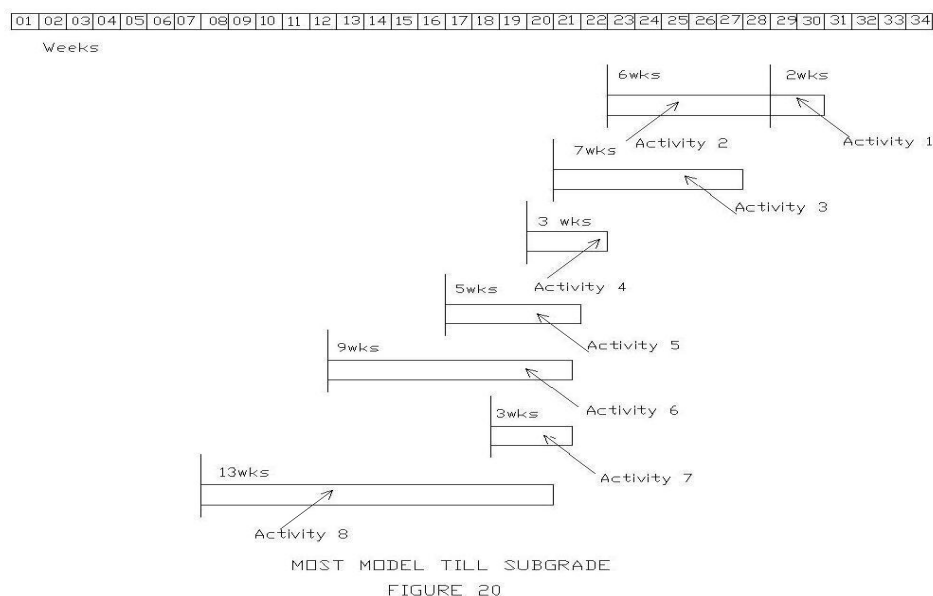 01 02 03 04 05 06 07 08 09 10 11 12 13 14 15 16 17 18 19 20 21 22 23 24 25 26 27 28 29 30 31 32 33 34
Weeks
6wks 2wks
Activity 2 Activity 1
7wks
Activity 3
3 wks
Activity 4
5wks
Activity 5
9wks
Activity 6
3wks
Activity 7
13wks
Activity 8
MOST MODEL TILL SUBGRADE
FIGURE 20